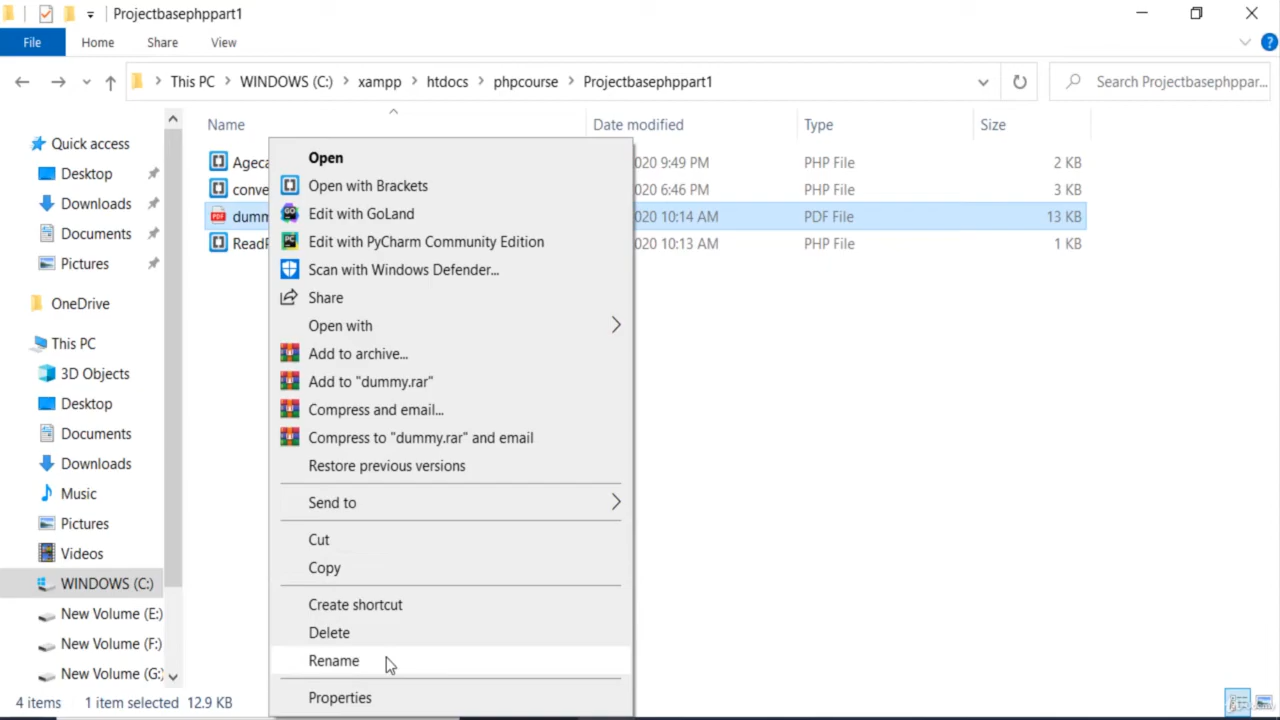 Projectbasephppart1
File Home Share View
This PC WINDOWS (C:) xampp htdocs phpcourse Projectbasephppart1
Search Projectbasephppar...
Name Date modified Type Size
Ageca 020 9:49 PM PHP File 2 KB
conve 020 6:46 PM PHP File 3 KB
dumm 020 10:14 AM PDF File 13 KB
ReadP 020 10:13 AM PHP File 1 KB
Quick access
Desktop
Downloads
Documents
Pictures
OneDrive
This PC
3D Objects
Desktop
Documents
Downloads
Music
Pictures
Videos
WINDOWS (C:)
New Volume (E:)
New Volume (F:)
New Volume (G:)
Open
Open with Brackets
Edit with GoLand
Edit with PyCharm Community Edition
Scan with Windows Defender...
Share
Open with
Add to archive...
Add to "dummy.rar"
Compress and email...
Compress to "dummy.rar" and email
Restore previous versions
Send to
Cut
Copy
Create shortcut
Delete
Rename
Properties
4 items 1 item selected 12.9 KB